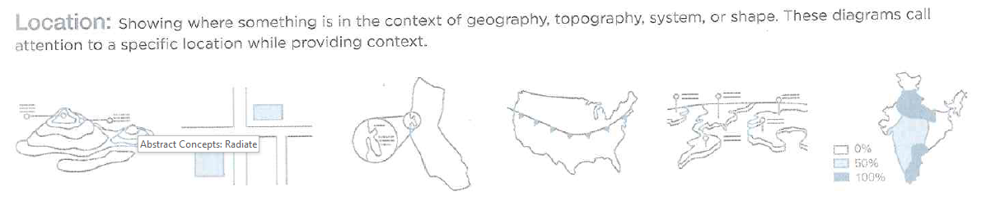 Location: Showing where something is in the context of geography, topography, system, or shape. These diagrams call
attention to a specific location while providing context.
Abstract Concepts: Radiate
0%
50%
100%